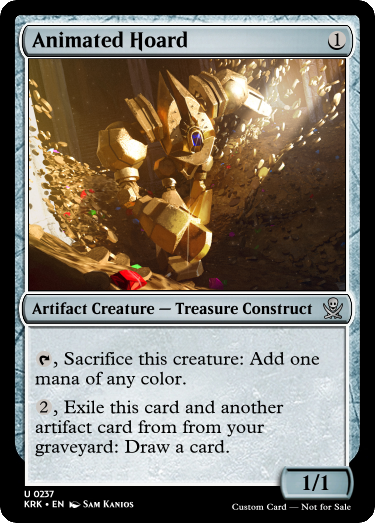 Animated Hoard 1
Artifact Creature — Treasure Construct
, Sacrifice this creature: Add one
mana of any color.
2, Exile this card and another
artifact card from from your
graveyard: Draw a card.
1/1
U 0237
KRK • EN Sam Kanios
Custom Card — Not for Sale